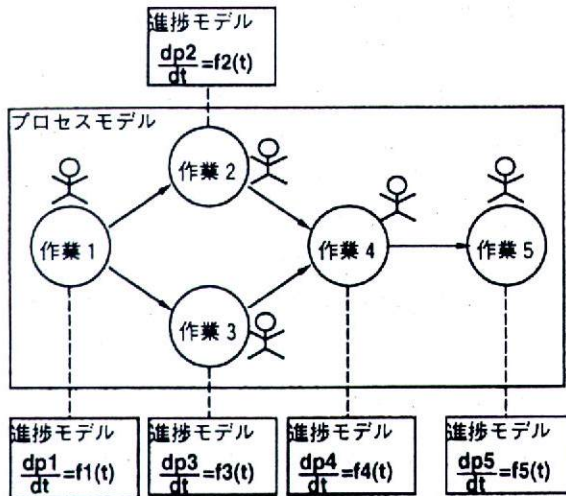 進捗モデル
dp2/dt=f2(t)
プロセスモデル
作業2
作業1
作業4
作業5
作業3
進捗モデル
dp1/dt=f1(t)
進捗モデル
dp3/dt=f3(t)
進捗モデル
dp4/dt=f4(t)
進捗モデル
dp5/dt=f5(t)